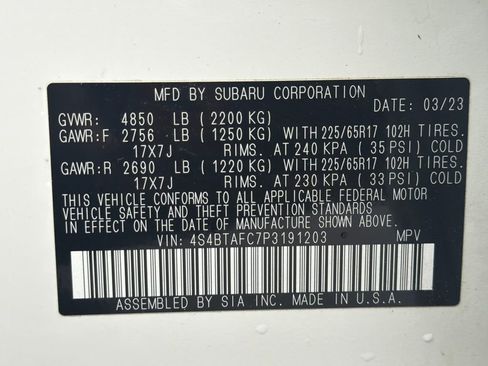 MFD BY SUBARU CORPORATION
DATE: 03/23
GVWR: 4850 LB (2200 KG)
GAWR:F 2756 LB (1250 KG) WITH 225/65R17 102H TIRES.
17X7J RIMS. AT 240 KPA (35 PSI) COLD
GAWR:R 2690 LB (1220 KG) WITH 225/65R17 102H TIRES.
17X7J RIMS. AT 230 KPA (33 PSI) COLD
THIS VEHICLE CONFORMS TO ALL APPLICABLE FEDERAL MOTOR
VEHICLE SAFETY AND THEFT PREVENTION STANDARDS
IN EFFECT ON THE DATE OF MANUFACTURE SHOWN ABOVE.
VIN: 4S4BTAFC7P3191203 MPV
ASSEMBLED BY SIA INC. MADE IN U.S.A.